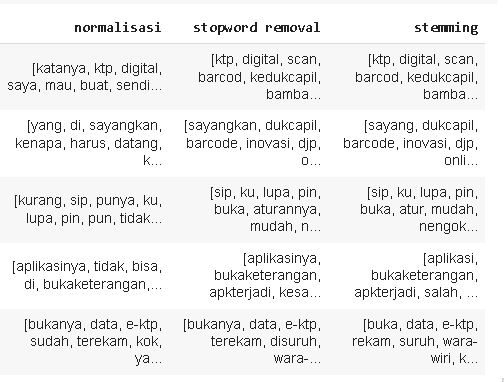 normalisasi stopword removal stemming
[katanya, ktp, digital, saya, mau, buat, sendi... [ktp, digital, scan, barcod, kedukcapil, bamba... [ktp, digital, scan, barcod, kedukcapil, bamba...
[yang, di, sayangkan, kenapa, harus, datang, k... [sayangkan, dukcapil, barcode, inovasi, djp, o... [sayang, dukcapil, barcode, inovasi, djp, onli...
[kurang, sip, punya, ku, lupa, pin, pun, tidak... [sip, ku, lupa, pin, buka, aturannya, mudah, n... [sip, ku, lupa, pin, buka, atur, mudah, nengok...
[aplikasinya, tidak, bisa, di, bukaketerangan,... [aplikasinya, bukaketerangan, apkterjadi, kesa... [aplikasi, bukaketerangan, apkterjadi, salah, ...
[bukanya, data, e-ktp, sudah, terekam, kok, ya... [bukanya, data, e-ktp, terekam, disuruh, wara-... [buka, data, e-ktp, rekam, suruh, wara-wiri, k...